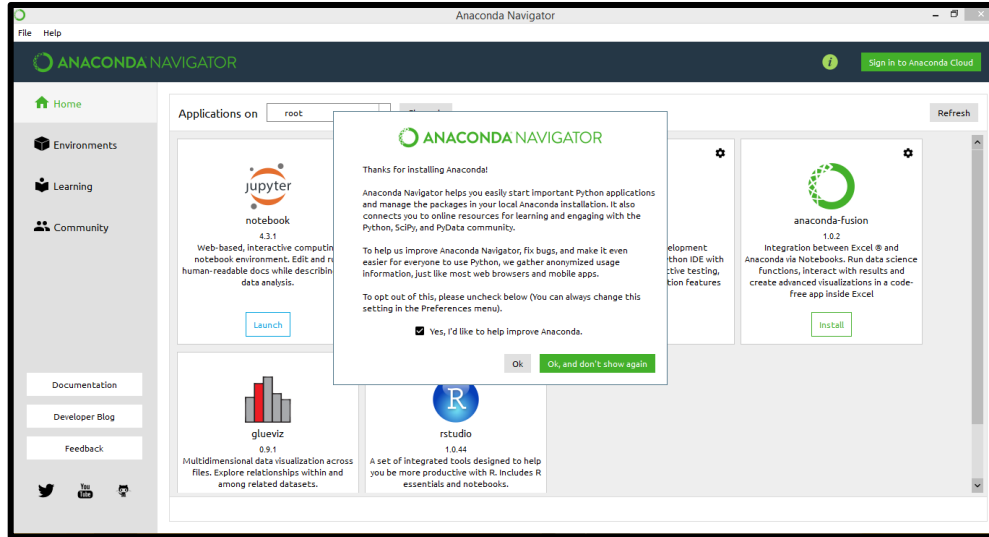 Anaconda Navigator
File Help
ANACONDA NAVIGATOR
i
Sign in to Anaconda Cloud
Home
Environments
Learning
Community
Documentation
Developer Blog
Feedback
You
Tube
Applications on root
Refresh
jupyter
notebook
4.3.1
Web-based, interactive
notebook environment. Edit and
human-readable docs while
data analysis.
Launch
ANACONDA NAVIGATOR
Thanks for installing Anaconda!
Anaconda Navigator helps you easily start important Python applications
and manage the packages in your local Anaconda installation. It also
connects you to online resources for learning and engaging with the
Python, SciPy, and PyData community.
To help us improve Anaconda Navigator, fix bugs, and make it even
easier for everyone to use Python, we gather anonymized usage
information, just like most web browsers and mobile apps.
To opt out of this, please uncheck below (You can always change this
setting in the Preferences menu).
Yes, I'd like to help improve Anaconda.
Ok
Ok, and don't show again
IDE with
testing,
features
anaconda-fusion
1.0.2
Integration between Excel ® and
Anaconda via Notebooks. Run data science
functions, interact with results and
create advanced visualizations in a code-
free app inside Excel
Install
glueviz
0.9.1
Multidimensional data visualization across
files. Explore relationships within and
among related datasets.
R
rstudio
1.0.44
A set of integrated tools designed to help
you be more productive with R. Includes R
essentials and notebooks.